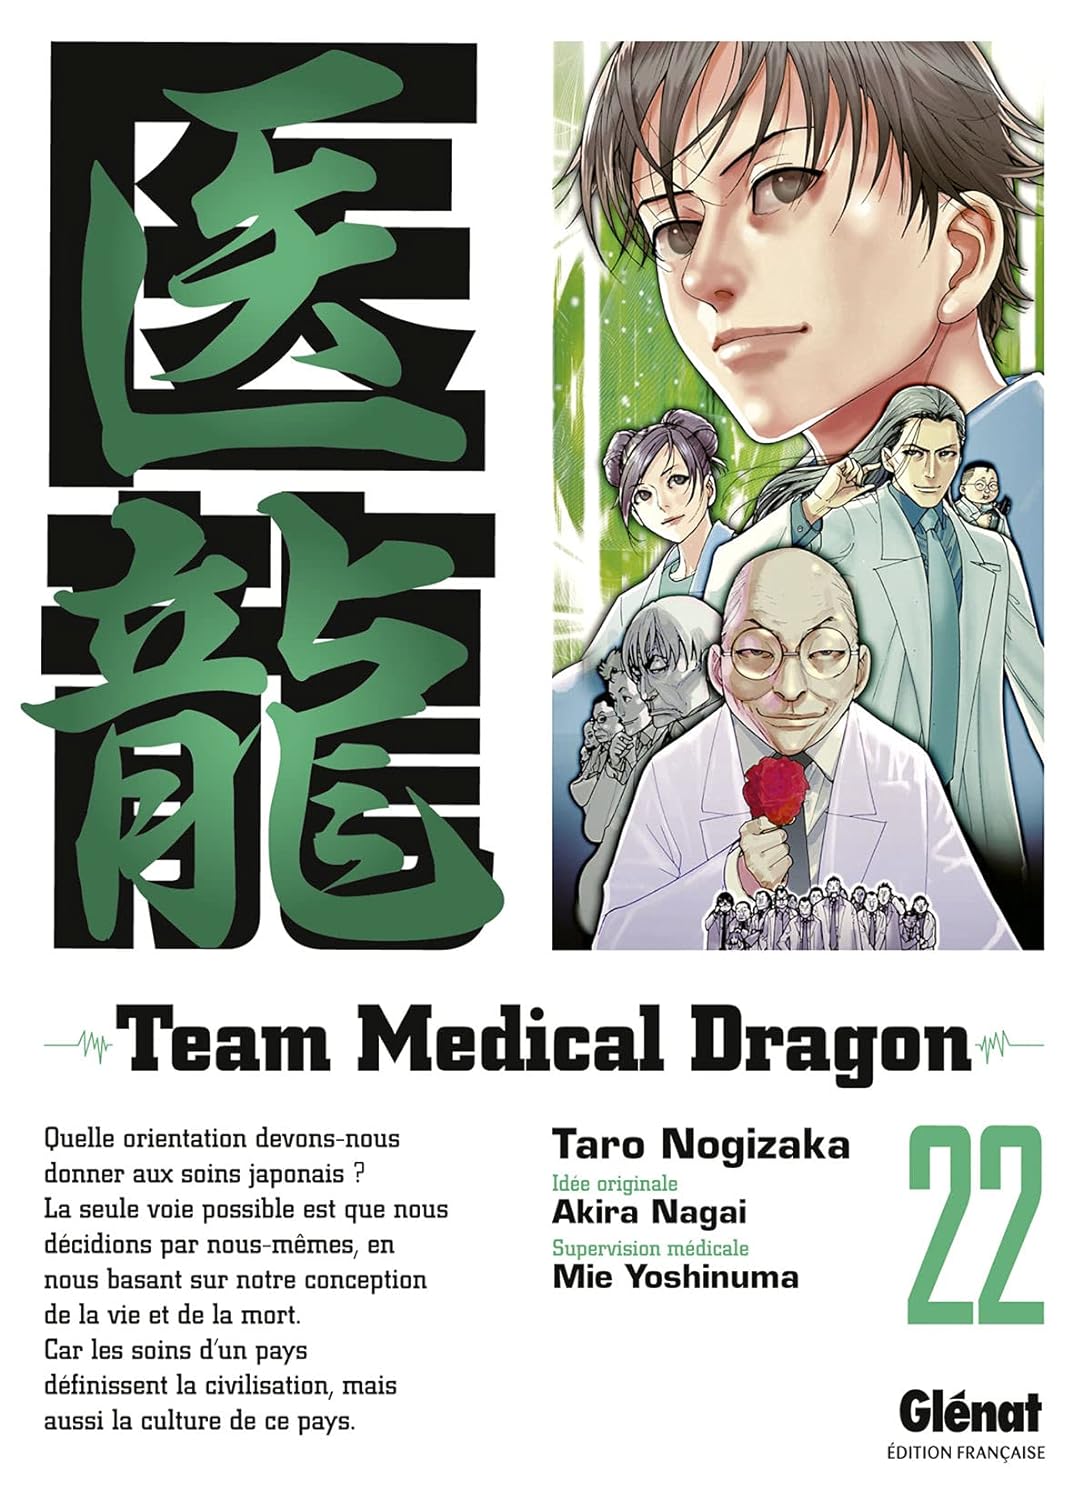 医
龍
Team Medical Dragon
Quelle orientation devons-nous
donner aux soins japonais ?
La seule voie possible est que nous
décidions par nous-mêmes, en
nous basant sur notre conception
de la vie et de la mort.
Car les soins d'un pays
définissent la civilisation, mais
aussi la culture de ce pays.
Taro Nogizaka
Idée originale
Akira Nagai
Supervision médicale
Mie Yoshinuma
22
Glénat
ÉDITION FRANÇAISE